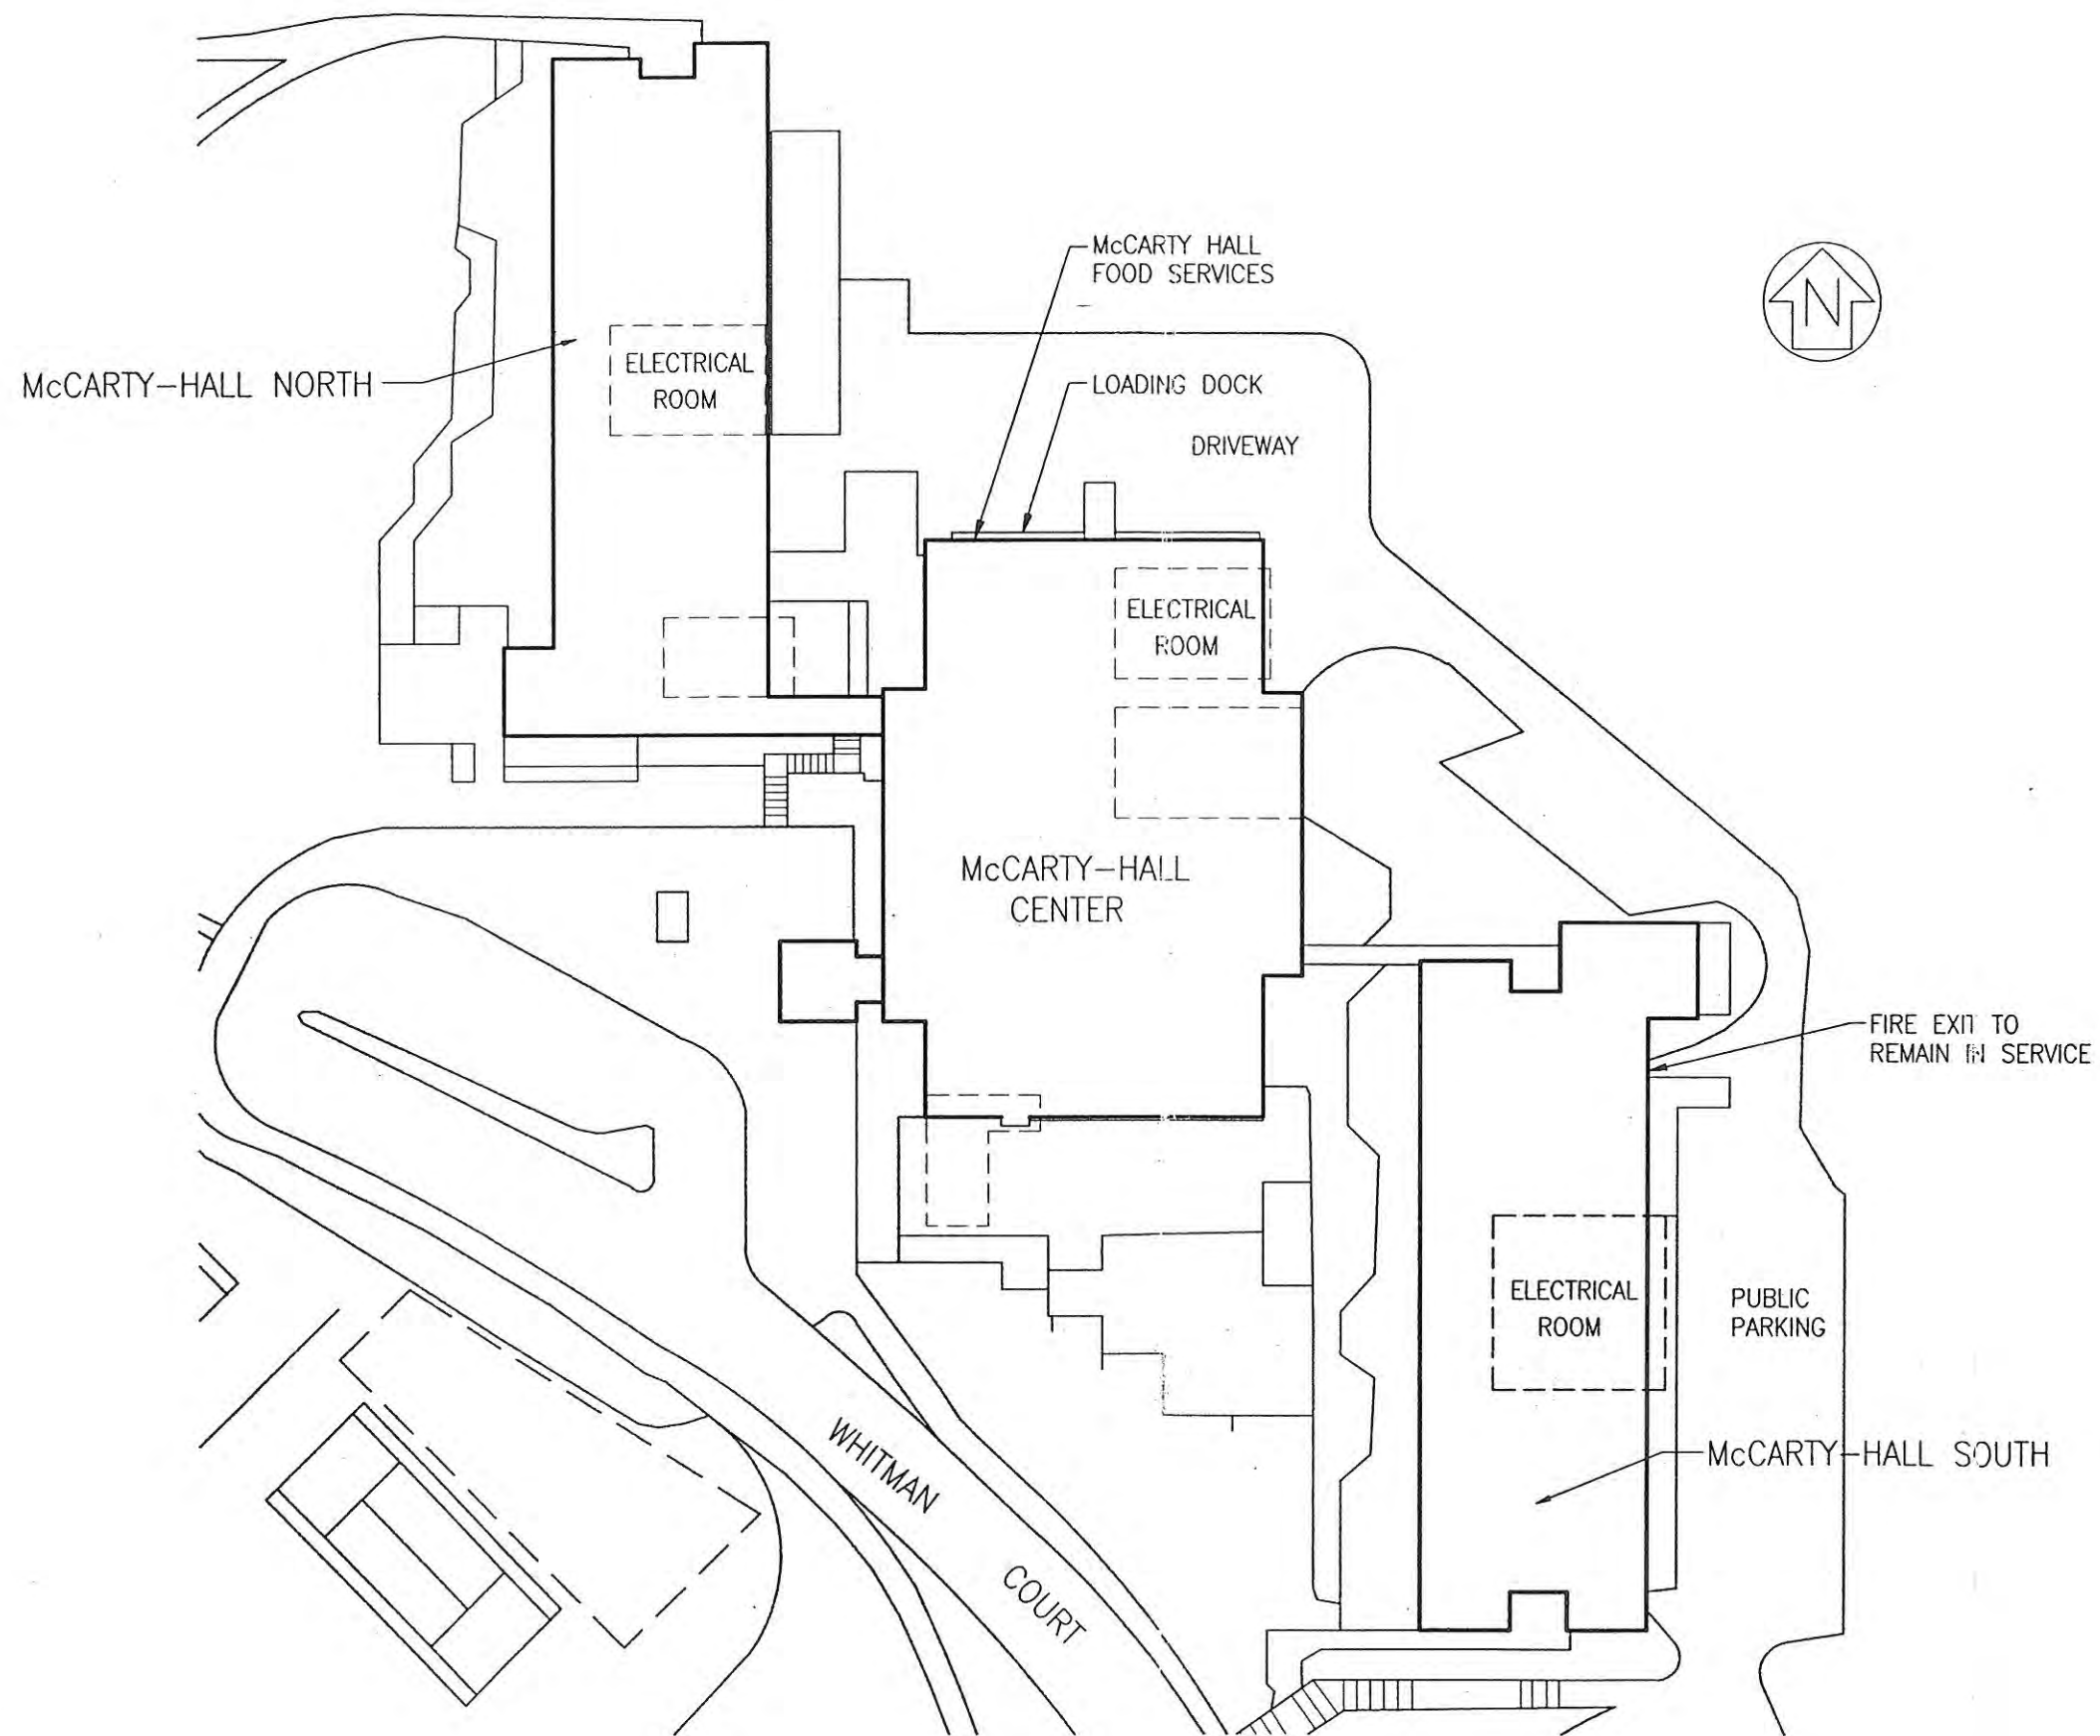 McCARTY HALL
FOOD SERVICES
N
ELECTRICAL
ROOM
McCARTY-HALL NORTH
LOADING DOCK
DRIVEWAY
ELECTRICAL
ROOM
McCARTY-HALL
CENTER
FIRE EXIT TO
REMAIN IN SERVICE
ELECTRICAL
ROOM
PUBLIC
PARKING
WHITMAN
COURT
McCARTY-HALL SOUTH